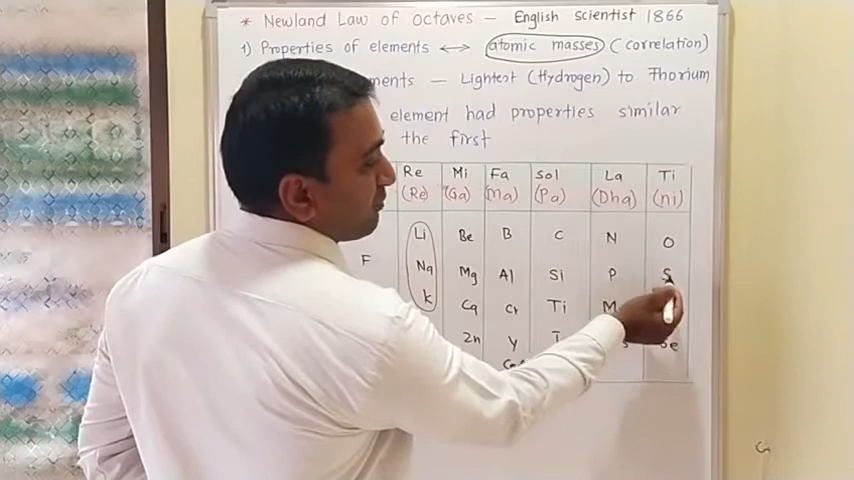 * Newland Law of Octaves — English Scientist 1866
1) Properties of elements ↔ atomic masses (correlation)
ments — Lightest (Hydrogen) to Thorium
element had properties similar
the first
Re Mi Fa Sol La Ti
(Re) (Ga) (Ma) (Pa) (Dha) (ni)
Li Be B C N O
F
Na Mg Al Si P S
K Ca Cr Ti M
Zn Y I Se